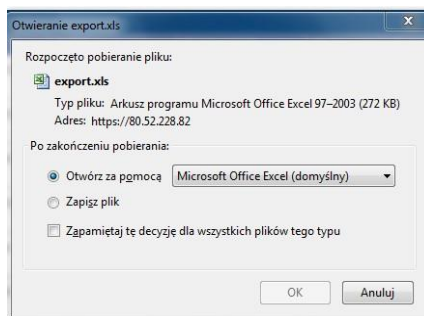 Otwieranie export.xls
Rozpoczęto pobieranie pliku:
export.xls
Typ pliku: Arkusz programu Microsoft Office Excel 97–2003 (272 KB)
Adres: https://80.52.228.82
Po zakończeniu pobierania:
Otwórz za pomocą Microsoft Office Excel (domyślny)
Zapisz plik
Zapamiętaj tę decyzję dla wszystkich plików tego typu
OK Anuluj